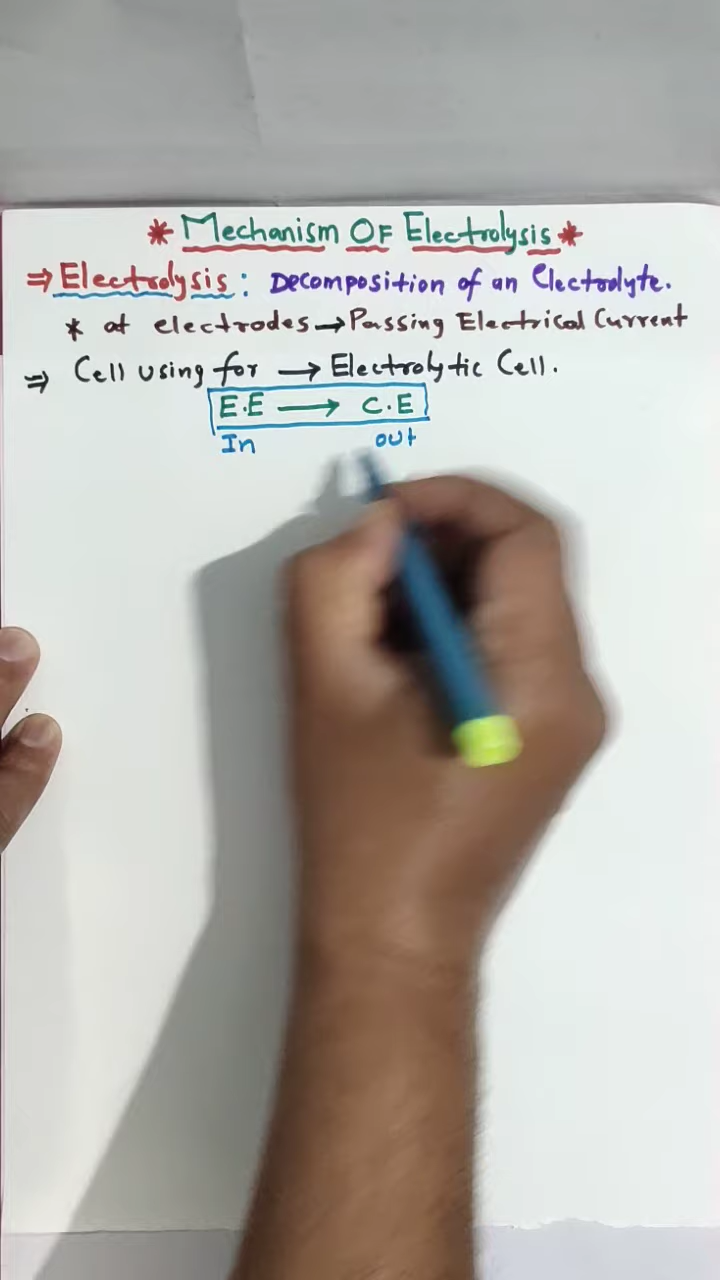 * Mechanism OF Electrolysis *
⇒ Electrolysis: Decomposition of an Electrolyte.
* at electrodes → Passing Electrical Current
⇒ Cell using for → Electrolytic Cell.
E.E → C.E
In out